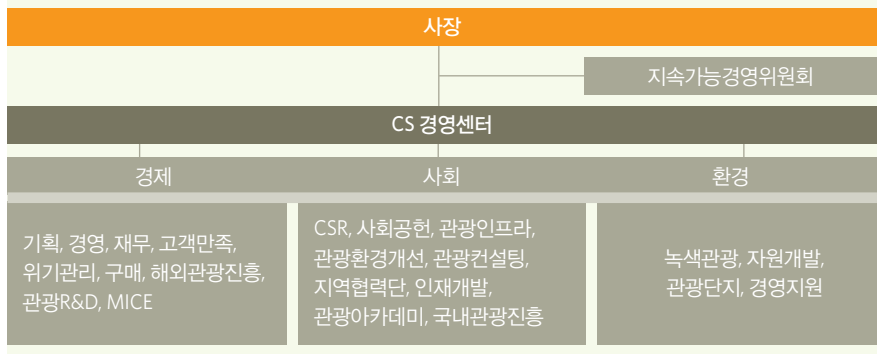 사장
지속가능경영위원회
CS 경영센터
경제
사회
환경
기획, 경영, 재무, 고객만족,
위기관리, 구매, 해외관광진흥,
관광R&D, MICE
CSR, 사회공헌, 관광인프라,
관광환경개선, 관광컨설팅,
지역협력단, 인재개발,
관광아카데미, 국내관광진흥
녹색관광, 자원개발,
관광단지, 경영지원